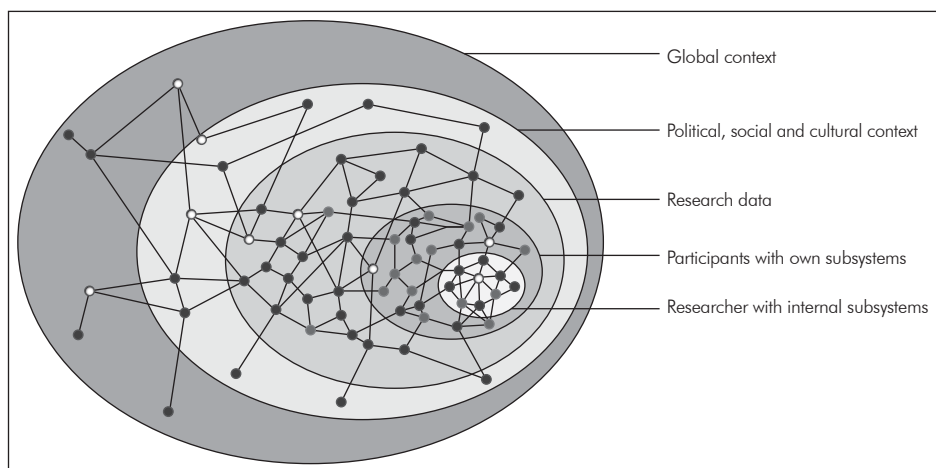 Global context
Political, social and cultural context
Research data
Participants with own subsystems
Researcher with internal subsystems